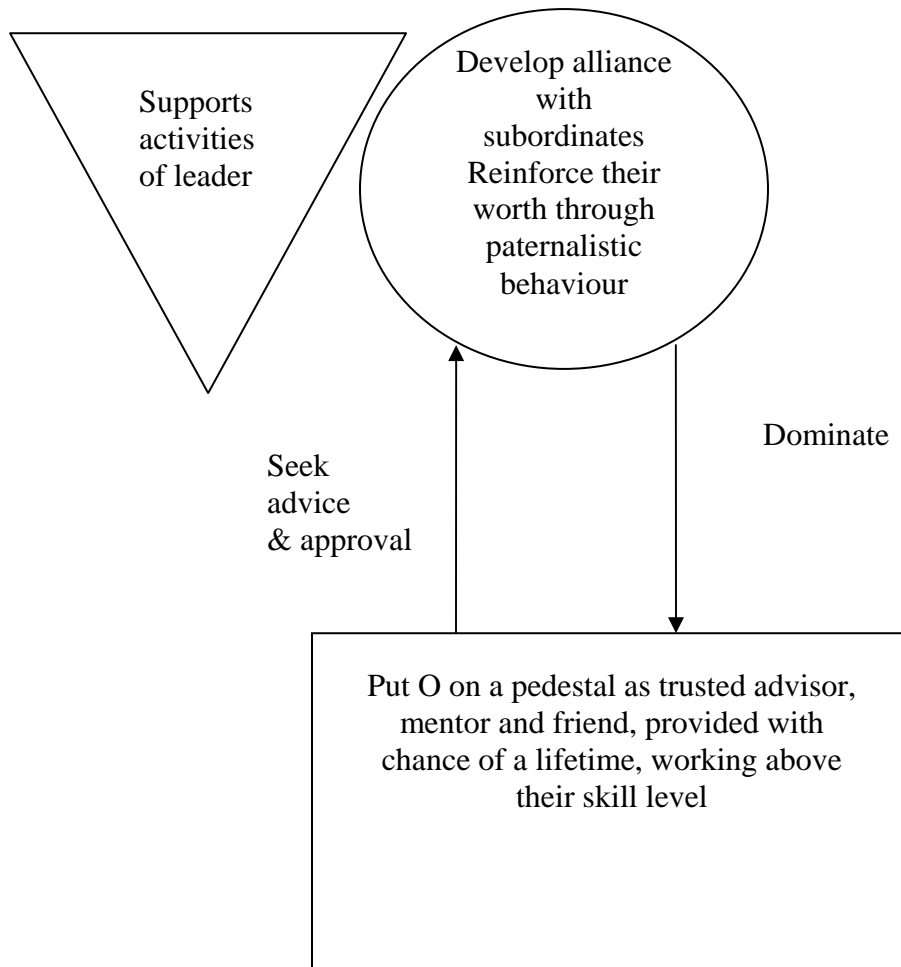 Supports
activities
of leader
Develop alliance
with
subordinates
Reinforce their
worth through
paternalistic
behaviour
Seek
advice
& approval
Dominate
Put O on a pedestal as trusted advisor,
mentor and friend, provided with
chance of a lifetime, working above
their skill level